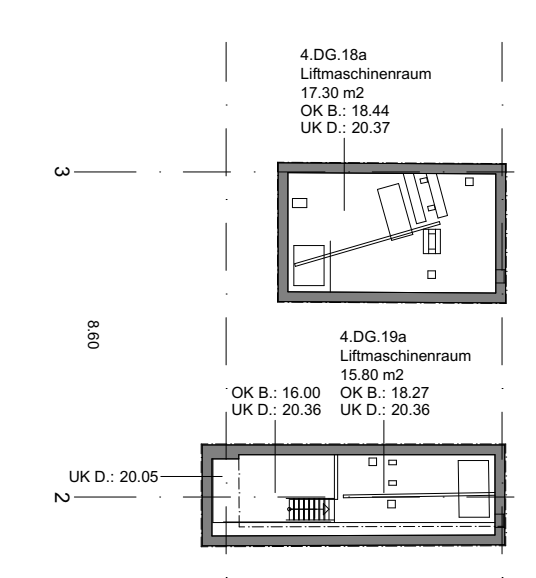 4.DG.18a
Liftmaschinenraum
17.30 m2
OK B.: 18.44
UK D.: 20.37
3
8.60
4.DG.19a
Liftmaschinenraum
15.80 m2
OK B.: 16.00 OK B.: 18.27
UK D.: 20.36 UK D.: 20.36
UK D.: 20.05
2